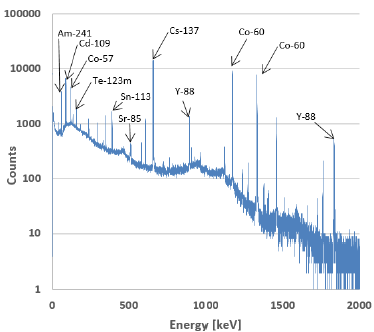 100000
10000
1000
100
10
1
Counts
Am-241
Cd-109
Co-57
Te-123m
Sn-113
Sr-85
Cs-137
Y-88
Co-60
Co-60
Y-88
0
500
1000
1500
2000
Energy [keV]